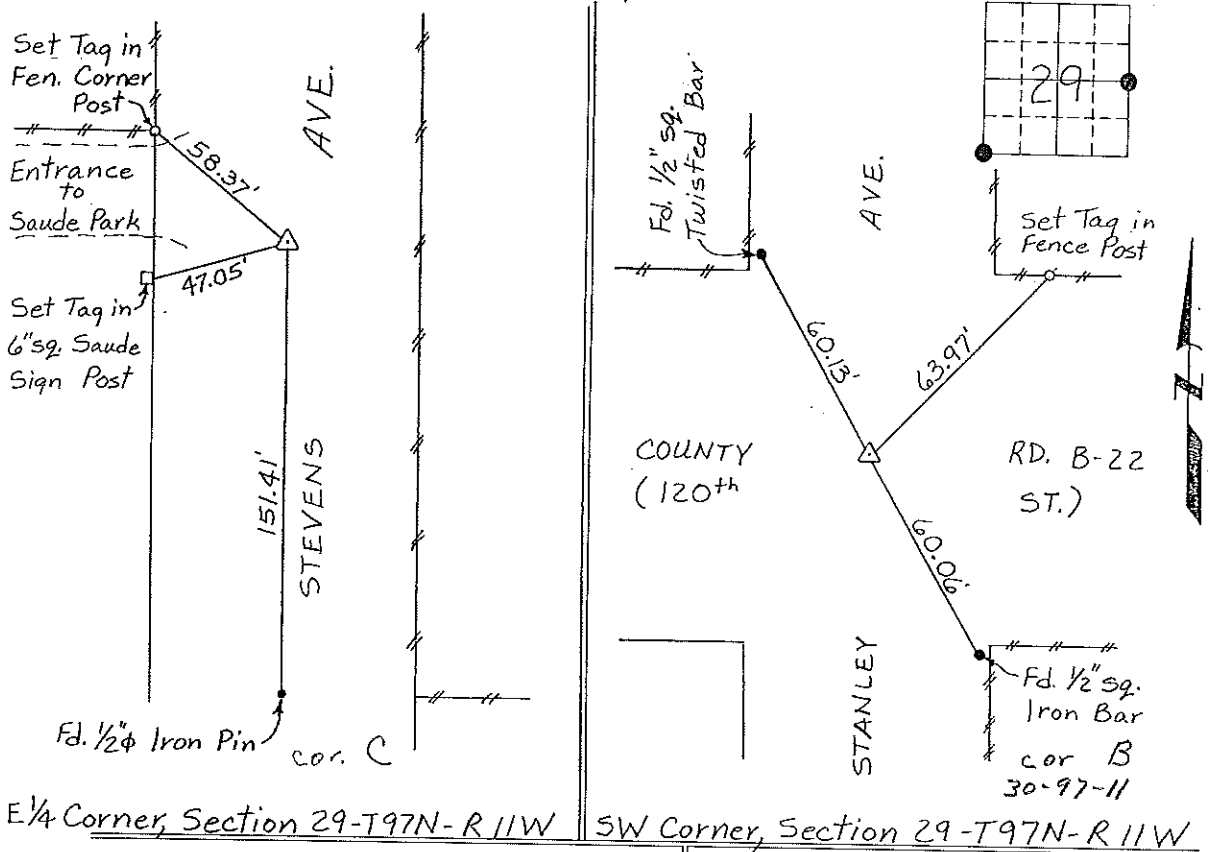 Set Tag in
Fen. Corner
Post
58.37'
Entrance
to
Saude Park
47.05'
Set Tag in
6"sq. Saude
Sign Post
AVE.
151.41'
STEVENS
Fd. 1/2"φ Iron Pin
cor. C
E 1/4 Corner, Section 29-T97N-R 11W
Fd. 1/2" sq.
Twisted Bar
AVE.
29
Set Tag in
Fence Post
60.13'
63.97'
N
COUNTY
(120th
RD. B-22
ST.)
60.06'
STANLEY
Fd. 1/2" sq.
Iron Bar
cor B
30-97-11
SW Corner, Section 29-T97N-R 11W